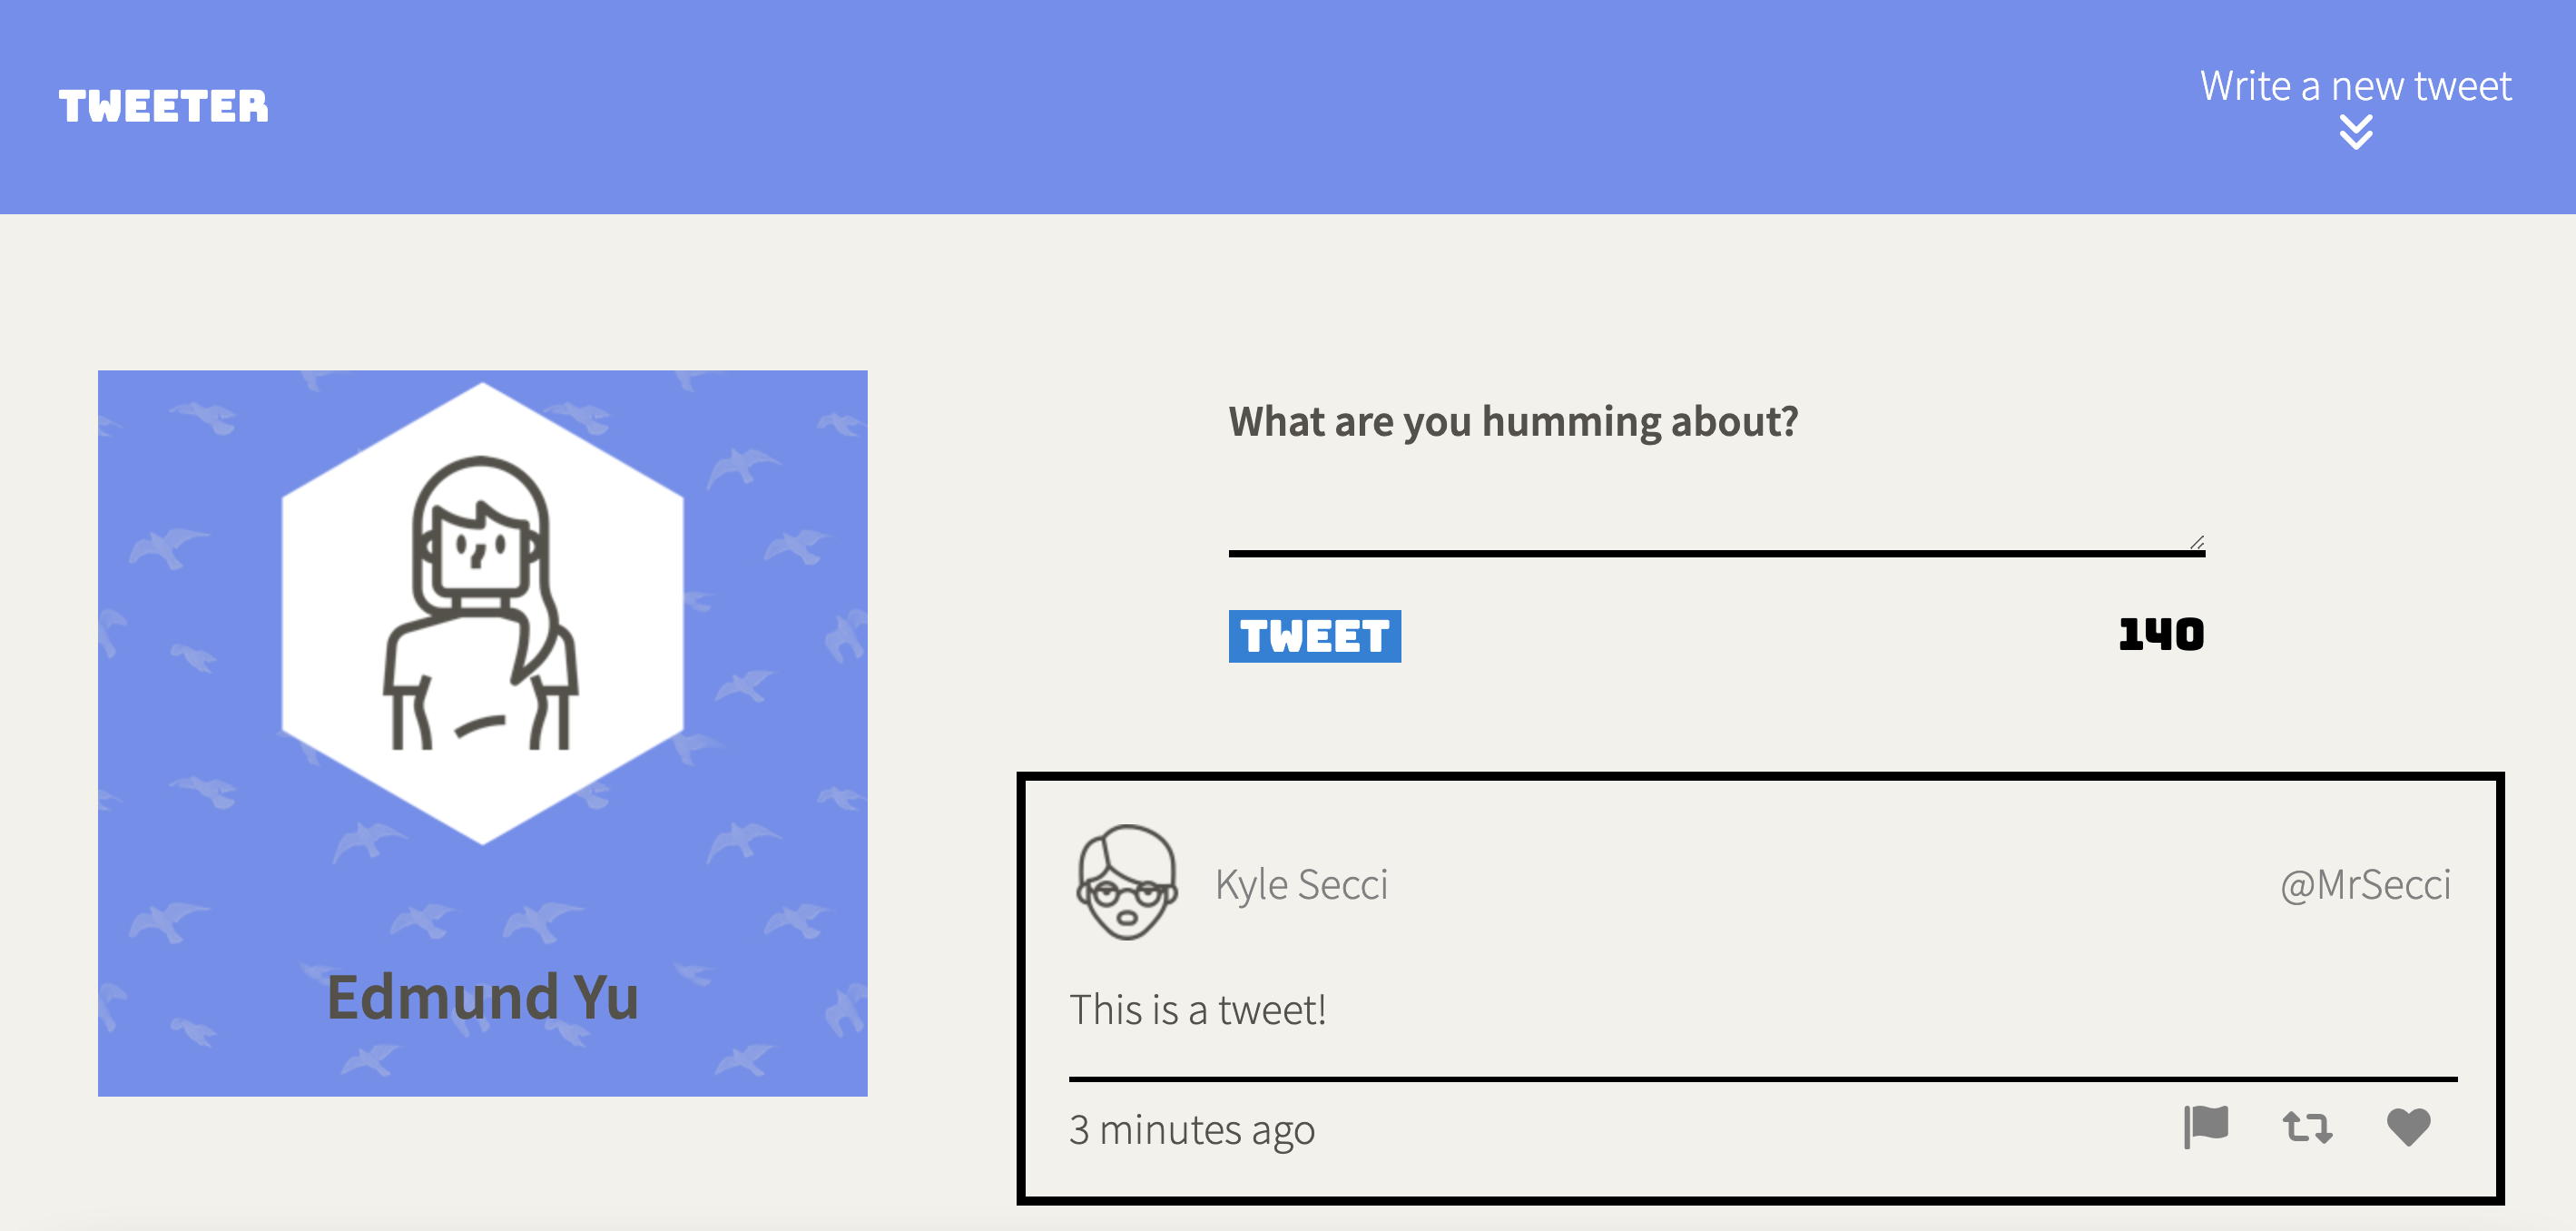 TWEETER
Write a new tweet
What are you humming about?
TWEET
140
Edmund Yu
Kyle Secci
@MrSecci
This is a tweet!
3 minutes ago